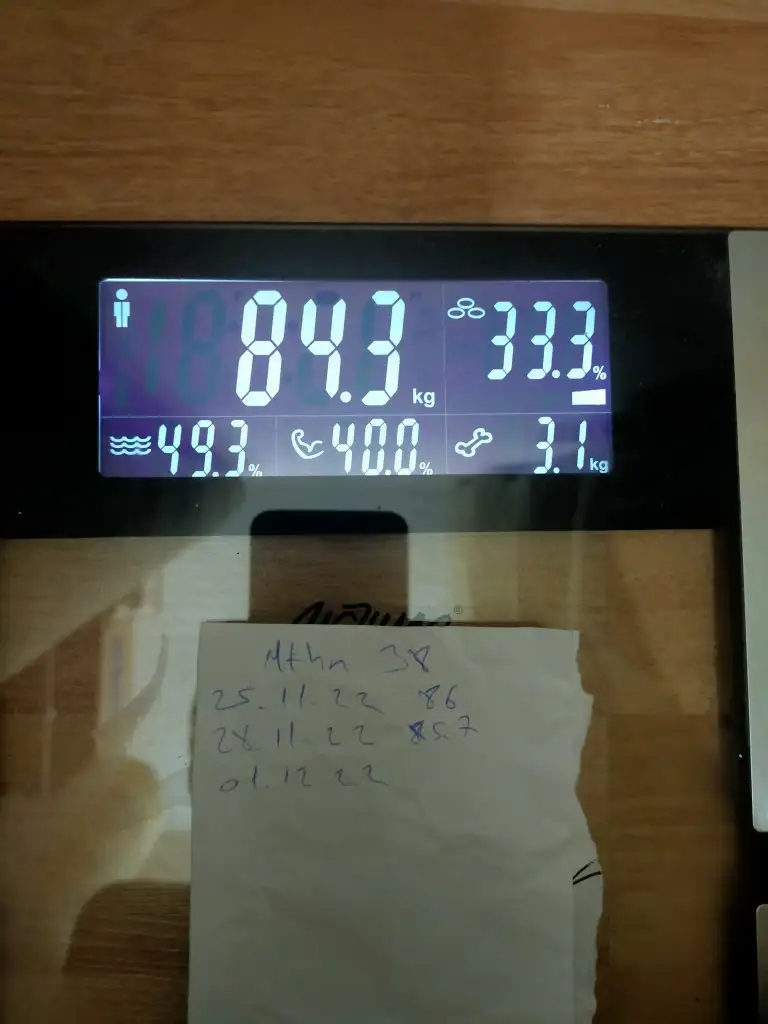 84.3 kg
33.3 %
49.3 %
40.0 %
3.1 kg
Mthn 38
25.11.22 86
28.11.22 85.7
01.12 22